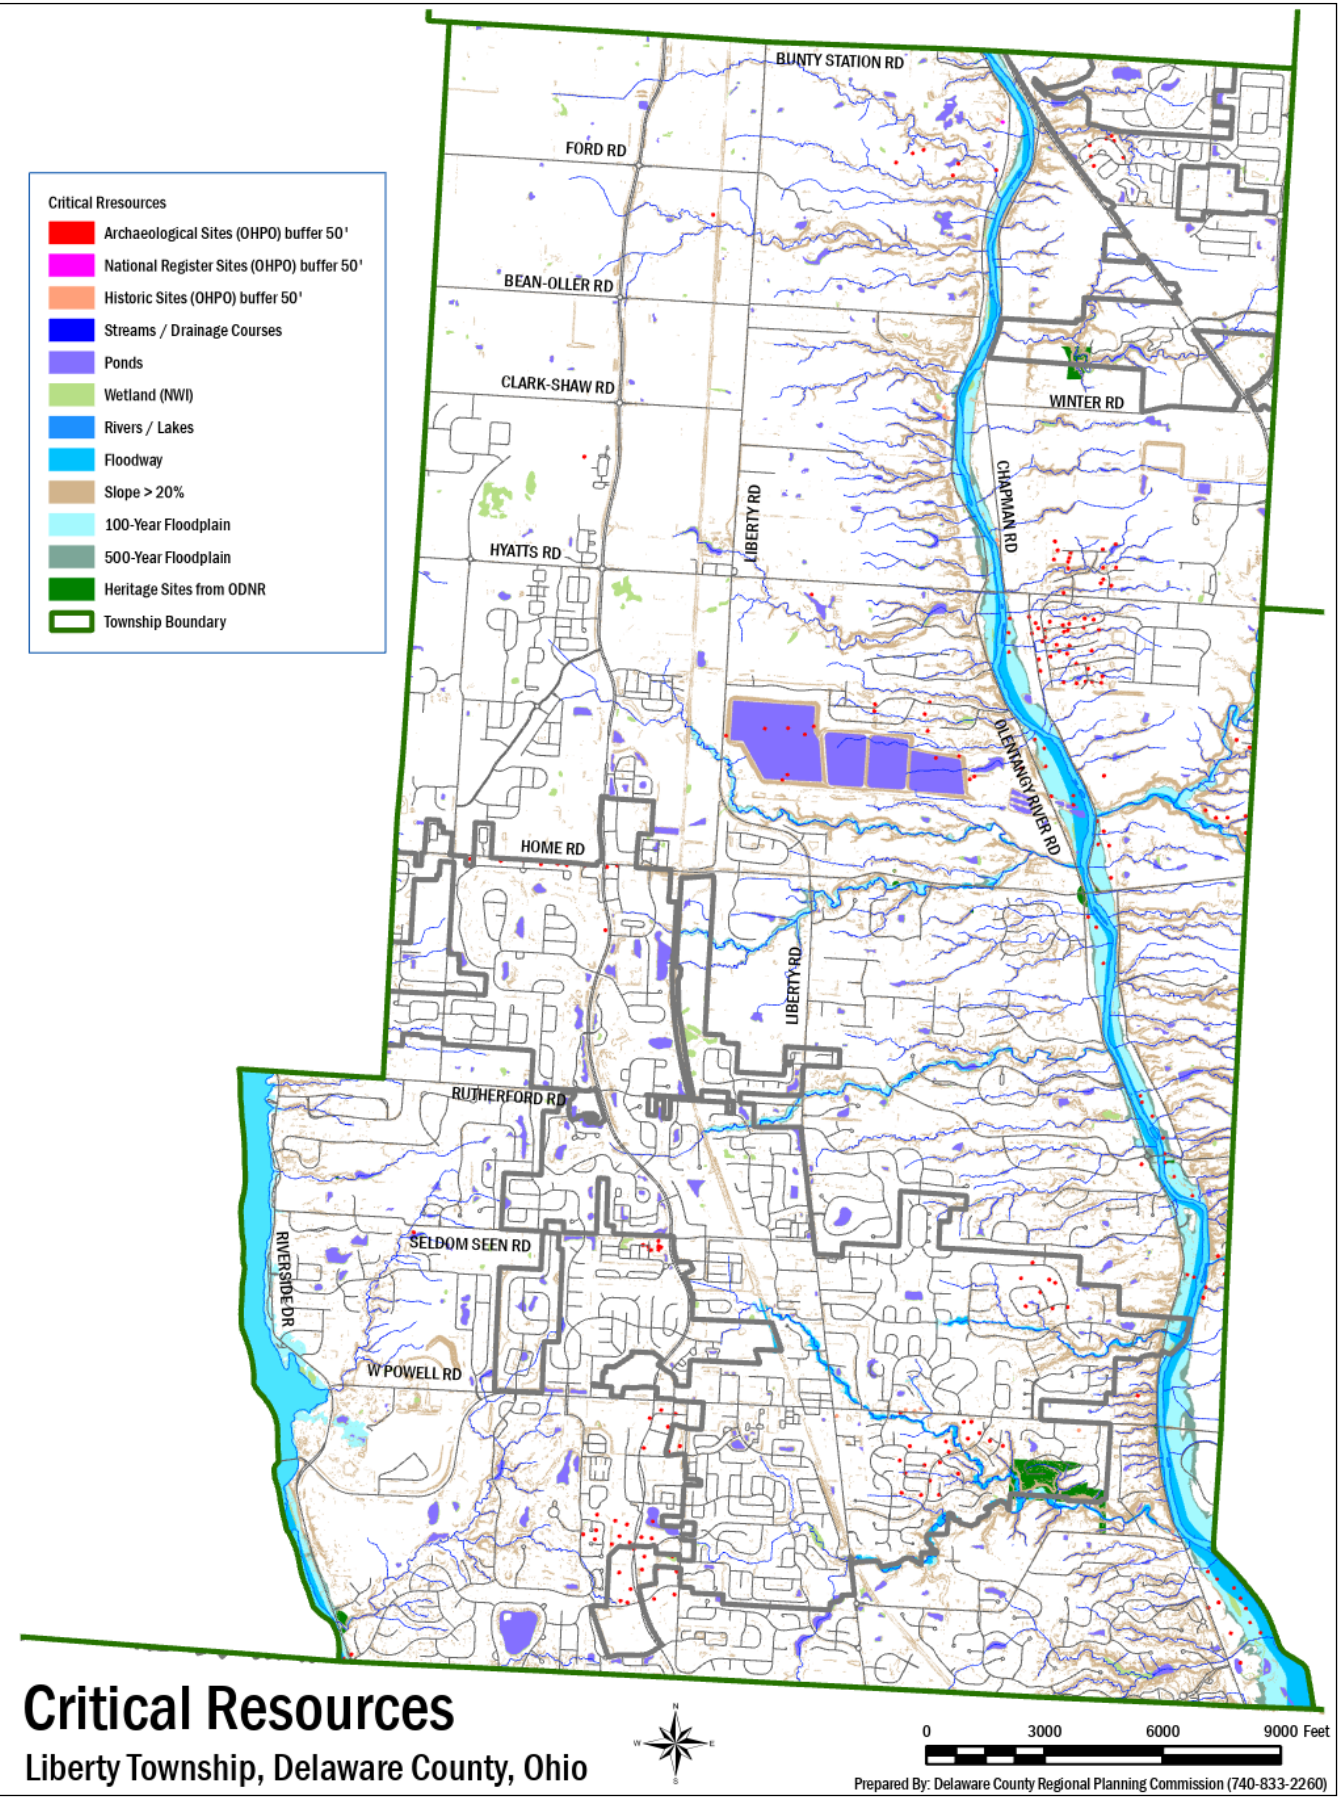 BUNTY STATION RD
FORD RD
Critical Rresources
Archaeological Sites (OHPO) buffer 50'
National Register Sites (OHPO) buffer 50'
Historic Sites (OHPO) buffer 50'
Streams / Drainage Courses
Ponds
Wetland (NWI)
Rivers / Lakes
Floodway
Slope > 20%
100-Year Floodplain
500-Year Floodplain
Heritage Sites from ODNR
Township Boundary
BEAN-OLLER RD
CLARK-SHAW RD
WINTER RD
CHAPMAN RD
LIBERTY RD
HYATTS RD
OLENTANGY RIVER RD
HOME RD
LIBERTY RD
RUTHERFORD RD
SELDOM SEEN RD
RIVERSIDE DR
W POWELL RD
Critical Resources
Liberty Township, Delaware County, Ohio
N
W E
S
0 3000 6000 9000 Feet
Prepared By: Delaware County Regional Planning Commission (740-833-2260)